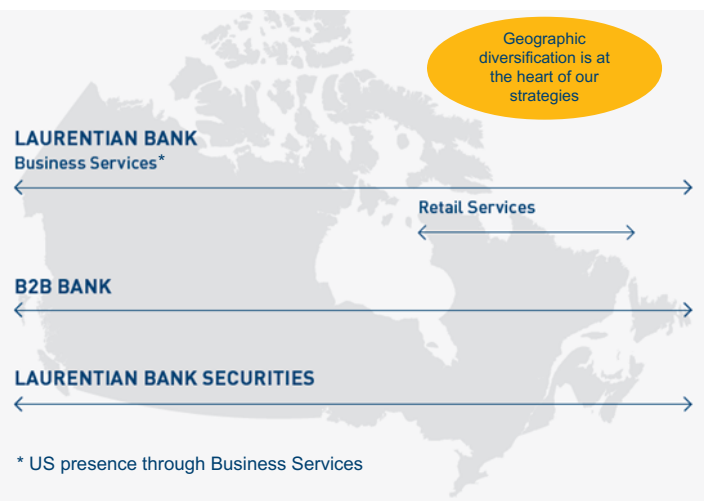 Geographic
diversification is at
the heart of our
strategies
LAURENTIAN BANK
Business Services*
Retail Services
B2B BANK
LAURENTIAN BANK SECURITIES
* US presence through Business Services